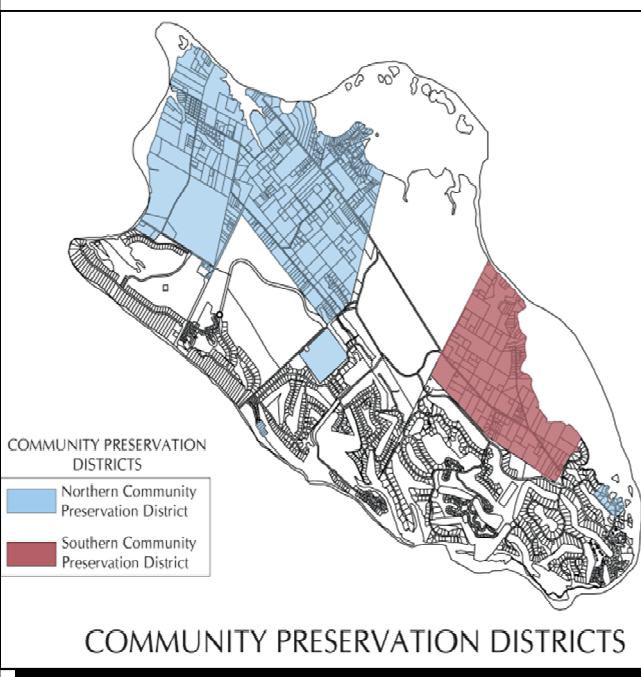 COMMUNITY PRESERVATION
DISTRICTS
Northern Community
Preservation District
Southern Community
Preservation District
COMMUNITY PRESERVATION DISTRICTS